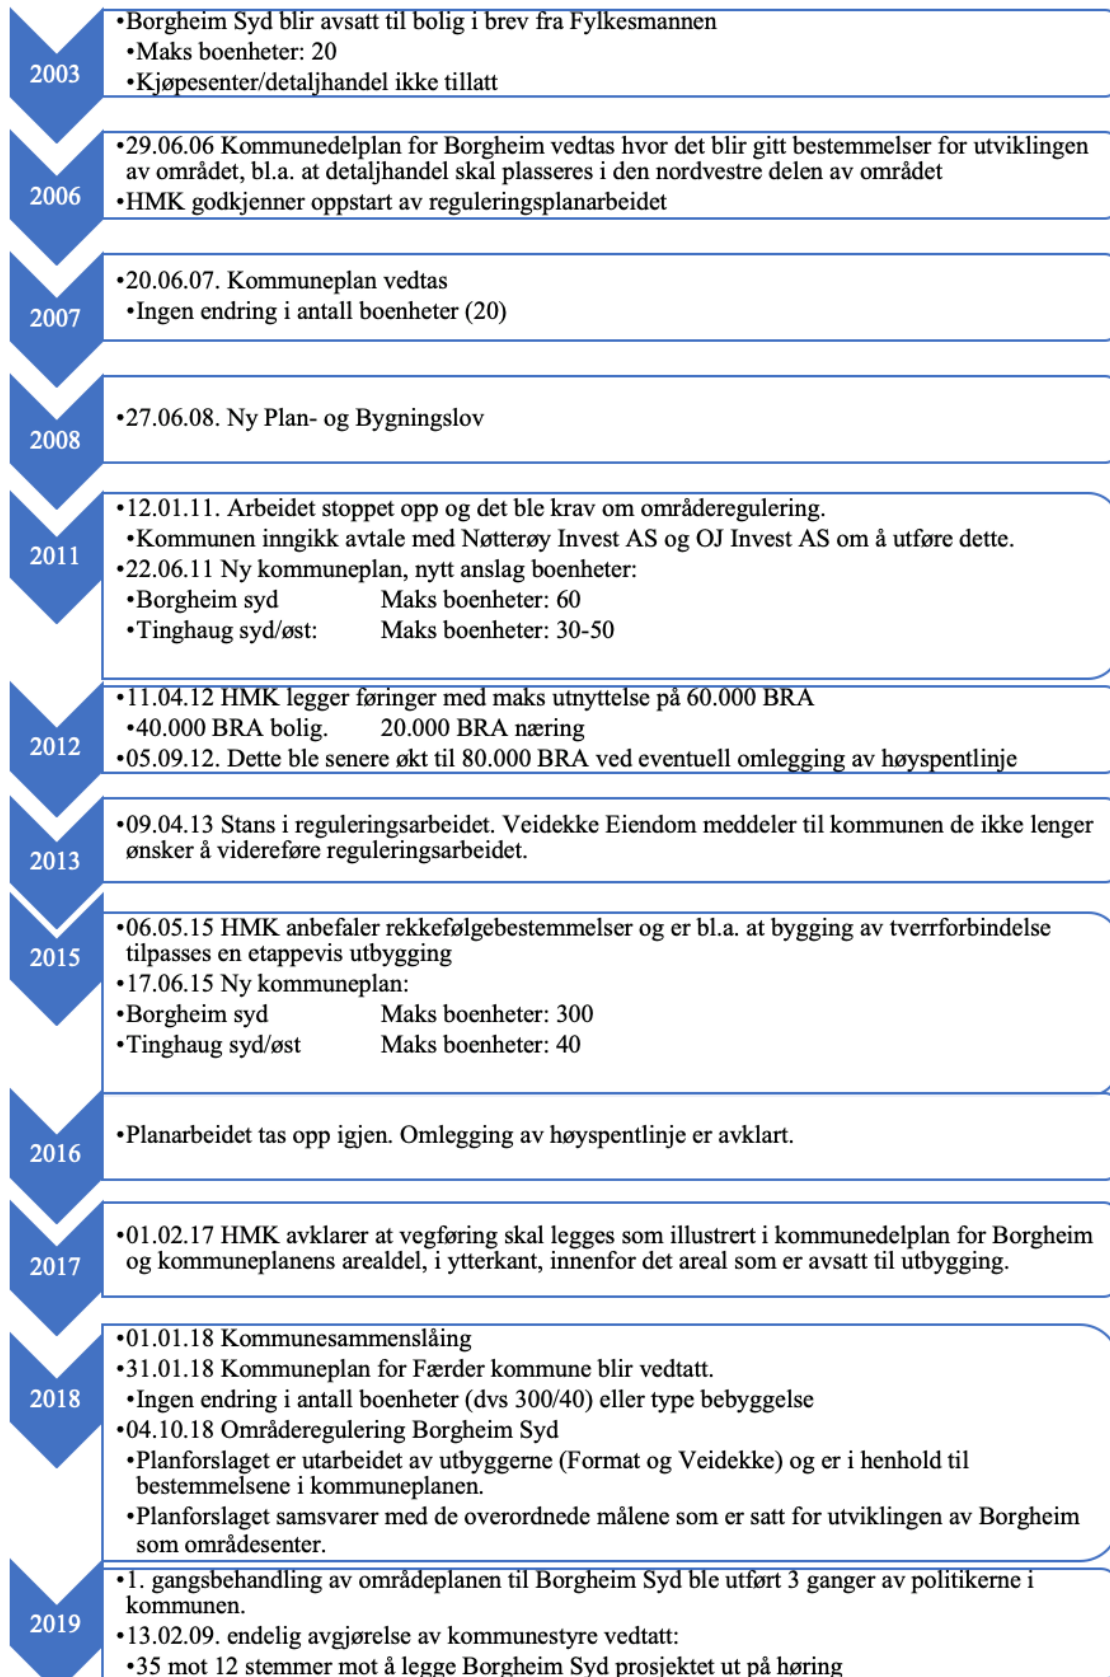 2003
•Borgheim Syd blir avsatt til bolig i brev fra Fylkesmannen
•Maks boenheter: 20
•Kjøpesenter/detaljhandel ikke tillatt
2006
•29.06.06 Kommunedelplan for Borgheim vedtas hvor det blir gitt bestemmelser for utviklingen
av området, bl.a. at detaljhandel skal plasseres i den nordvestre delen av området
•HMK godkjenner oppstart av reguleringsplanarbeidet
2007
•20.06.07. Kommuneplan vedtas
•Ingen endring i antall boenheter (20)
2008
•27.06.08. Ny Plan- og Bygningslov
2011
•12.01.11. Arbeidet stoppet opp og det ble krav om områderegulering.
•Kommunen inngikk avtale med Nøtterøy Invest AS og OJ Invest AS om å utføre dette.
•22.06.11 Ny kommuneplan, nytt anslag boenheter:
•Borgheim syd Maks boenheter: 60
•Tinghaug syd/øst: Maks boenheter: 30-50
2012
•11.04.12 HMK legger føringer med maks utnyttelse på 60.000 BRA
•40.000 BRA bolig. 20.000 BRA næring
•05.09.12. Dette ble senere økt til 80.000 BRA ved eventuell omlegging av høyspentlinje
2013
•09.04.13 Stans i reguleringsarbeidet. Veidekke Eiendom meddeler til kommunen de ikke lenger
ønsker å videreføre reguleringsarbeidet.
2015
•06.05.15 HMK anbefaler rekkefølgebestemmelser og er bl.a. at bygging av tverrforbindelse
tilpasses en etappevis utbygging
•17.06.15 Ny kommuneplan:
•Borgheim syd Maks boenheter: 300
•Tinghaug syd/øst Maks boenheter: 40
2016
•Planarbeidet tas opp igjen. Omlegging av høyspentlinje er avklart.
2017
•01.02.17 HMK avklarer at vegføring skal legges som illustrert i kommunedelplan for Borgheim
og kommuneplanens arealdel, i ytterkant, innenfor det areal som er avsatt til utbygging.
2018
•01.01.18 Kommunesammenslåing
•31.01.18 Kommuneplan for Færder kommune blir vedtatt.
•Ingen endring i antall boenheter (dvs 300/40) eller type bebyggelse
•04.10.18 Områderegulering Borgheim Syd
•Planforslaget er utarbeidet av utbyggerne (Format og Veidekke) og er i henhold til
bestemmelsene i kommuneplanen.
•Planforslaget samsvarer med de overordnede målene som er satt for utviklingen av Borgheim
som områdesenter.
2019
•1. gangsbehandling av områdeplanen til Borgheim Syd ble utført 3 ganger av politikerne i
kommunen.
•13.02.09. endelig avgjørelse av kommunestyre vedtatt:
•35 mot 12 stemmer mot å legge Borgheim Syd prosjektet ut på høring